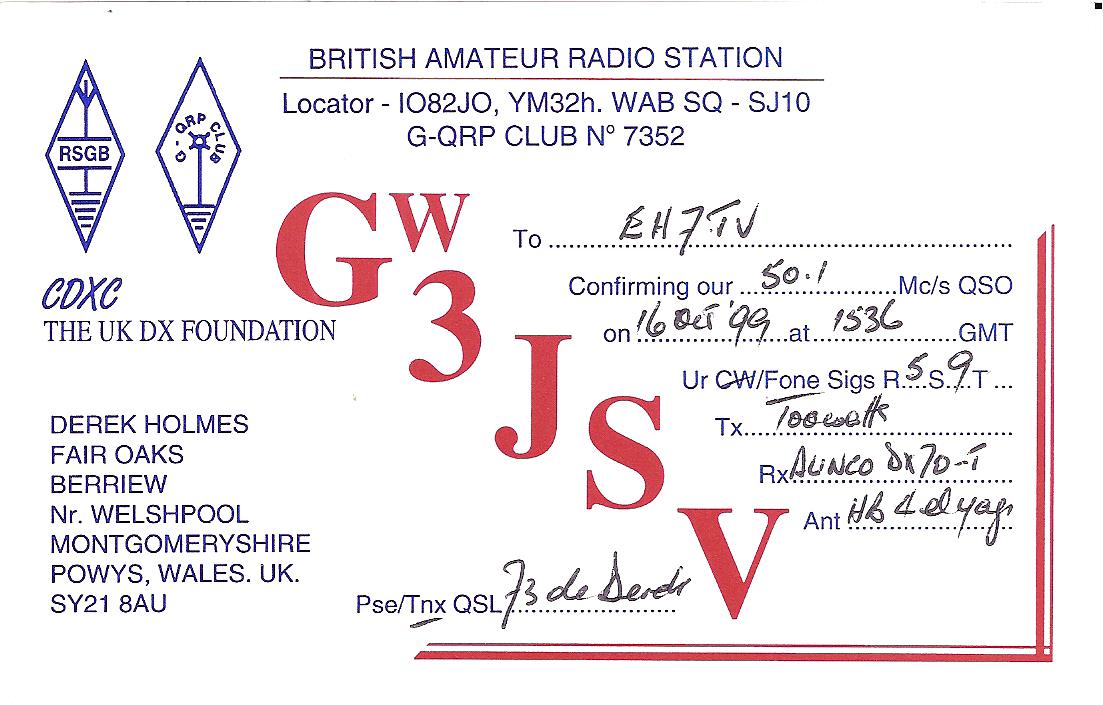 BRITISH AMATEUR RADIO STATION
Locator - IO82JO, YM32h. WAB SQ - SJ10
G-QRP CLUB Nº 7352
RSGB
G-QRP CLUB
GW3JSV
To EH7TV
Confirming our 50.1 Mc/s QSO
on 16 Oct '99 at 1536 GMT
Ur CW/Fone Sigs R 5 S 9 T
Tx 100watts
Rx ALINCO DX70-T
Ant HB 4 el yagi
CDXC
THE UK DX FOUNDATION
DEREK HOLMES
FAIR OAKS
BERRIEW
Nr. WELSHPOOL
MONTGOMERYSHIRE
POWYS, WALES. UK.
SY21 8AU
Pse/Tnx QSL 73 de Derek